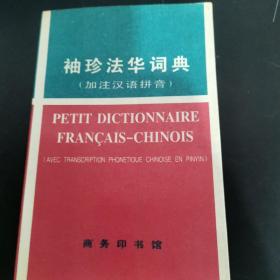 袖珍法华词典
(加注汉语拼音)
PETIT DICTIONNAIRE
FRANÇAIS-CHINOIS
(AVEC TRANSCRIPTION PHONETIQUE CHINOISE EN PINYIN)
商务印书馆